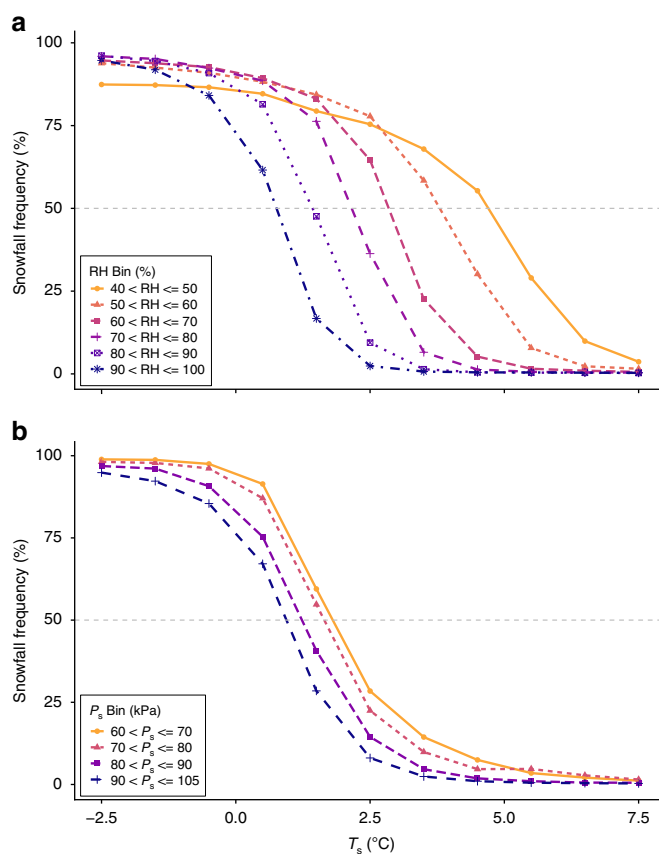 a
100
75
50
25
0
Snowfall frequency (%)
RH Bin (%)
40 < RH <= 50
50 < RH <= 60
60 < RH <= 70
70 < RH <= 80
80 < RH <= 90
90 < RH <= 100
b
100
75
50
25
0
Snowfall frequency (%)
Ps Bin (kPa)
60 < Ps <= 70
70 < Ps <= 80
80 < Ps <= 90
90 < Ps <= 105
−2.5 0.0 2.5 5.0 7.5
Ts (°C)